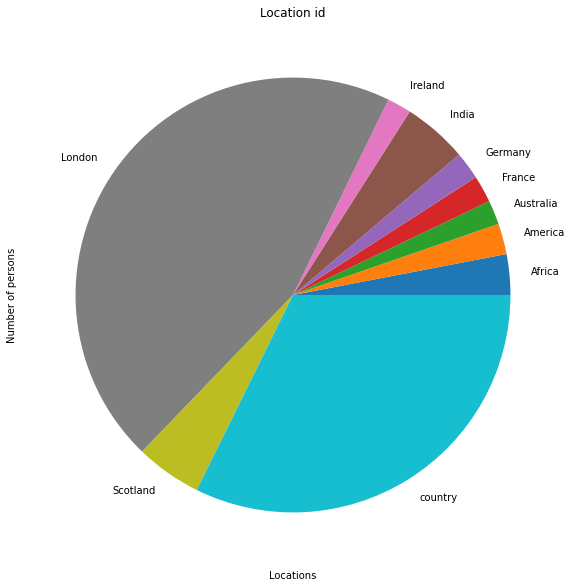 Location id
Ireland
India
London
Germany
France
Australia
America
Number of persons
Africa
Scotland
country
Locations